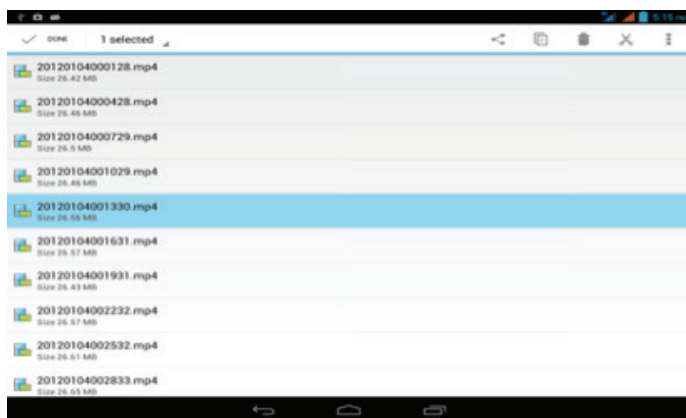 5:15 PM
DONE 1 selected
20120104000128.mp4
Size 26.42 MB
20120104000428.mp4
Size 26.46 MB
20120104000729.mp4
Size 26.5 MB
20120104001029.mp4
Size 26.46 MB
20120104001330.mp4
Size 26.56 MB
20120104001631.mp4
Size 26.57 MB
20120104001931.mp4
Size 26.43 MB
20120104002232.mp4
Size 26.57 MB
20120104002532.mp4
Size 26.61 MB
20120104002833.mp4
Size 26.65 MB